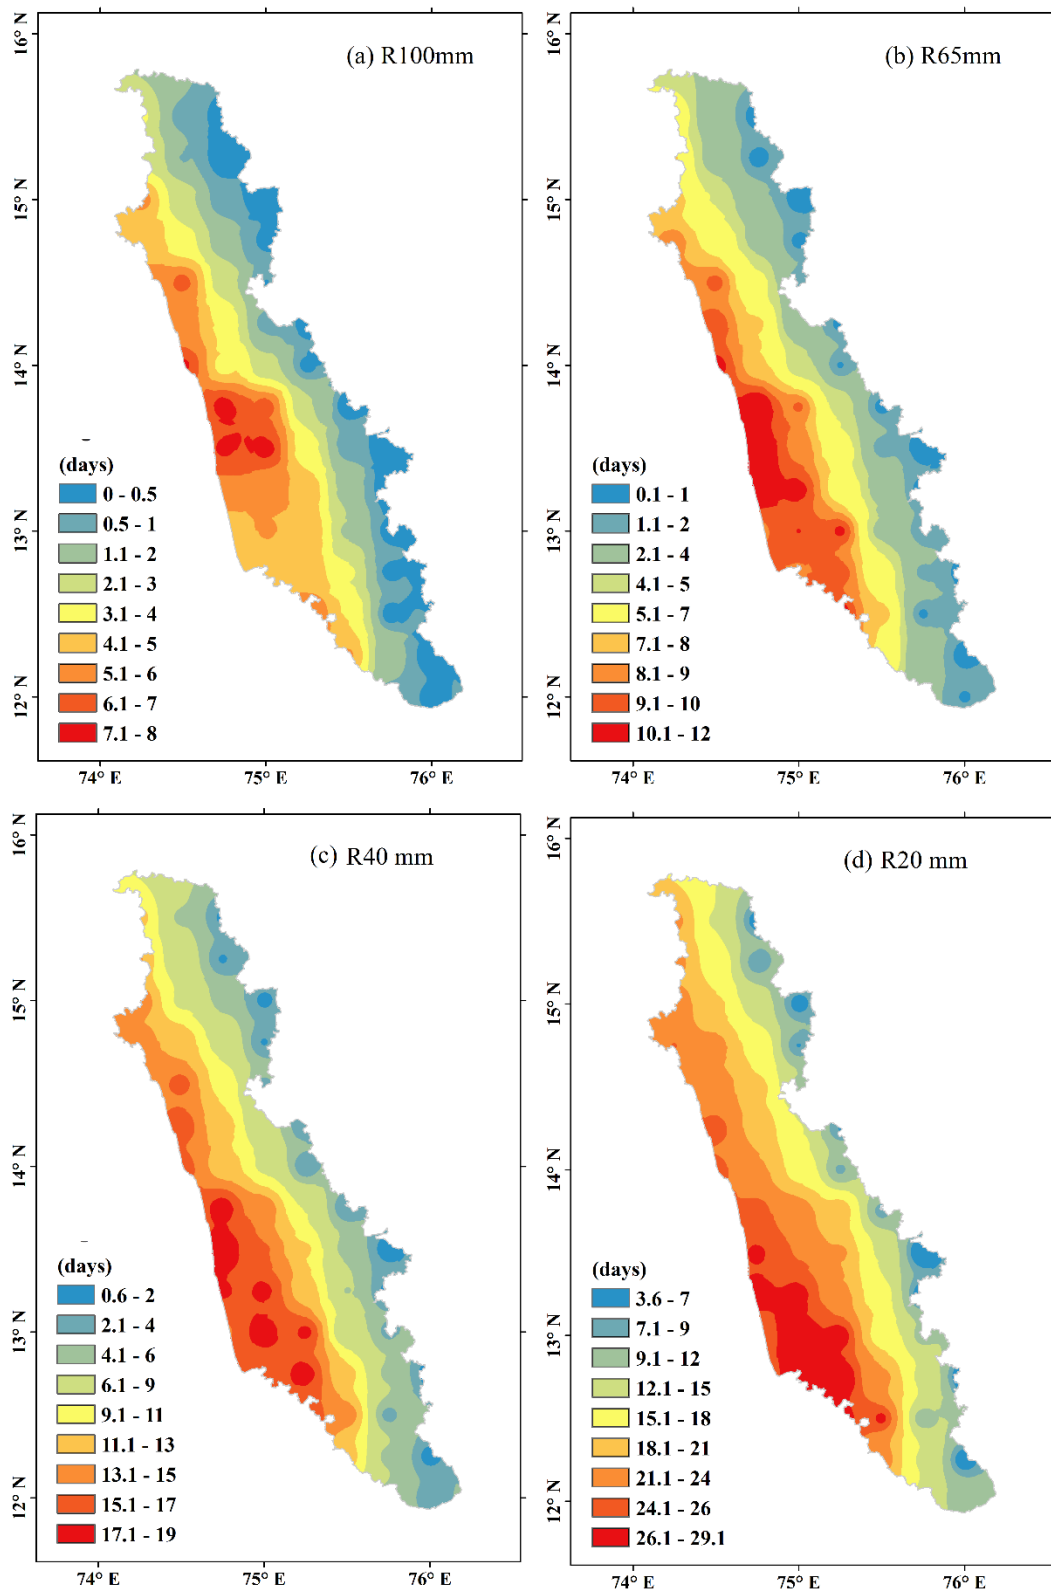 (a) R100mm
16° N
15° N
14° N
13° N
12° N
(days)
0 - 0.5
0.5 - 1
1.1 - 2
2.1 - 3
3.1 - 4
4.1 - 5
5.1 - 6
6.1 - 7
7.1 - 8
74° E
75° E
76° E
(b) R65mm
16° N
15° N
14° N
13° N
12° N
(days)
0.1 - 1
1.1 - 2
2.1 - 4
4.1 - 5
5.1 - 7
7.1 - 8
8.1 - 9
9.1 - 10
10.1 - 12
74° E
75° E
76° E
(c) R40 mm
16° N
15° N
14° N
13° N
12° N
(days)
0.6 - 2
2.1 - 4
4.1 - 6
6.1 - 9
9.1 - 11
11.1 - 13
13.1 - 15
15.1 - 17
17.1 - 19
74° E
75° E
76° E
(d) R20 mm
16° N
15° N
14° N
13° N
12° N
(days)
3.6 - 7
7.1 - 9
9.1 - 12
12.1 - 15
15.1 - 18
18.1 - 21
21.1 - 24
24.1 - 26
26.1 - 29.1
74° E
75° E
76° E